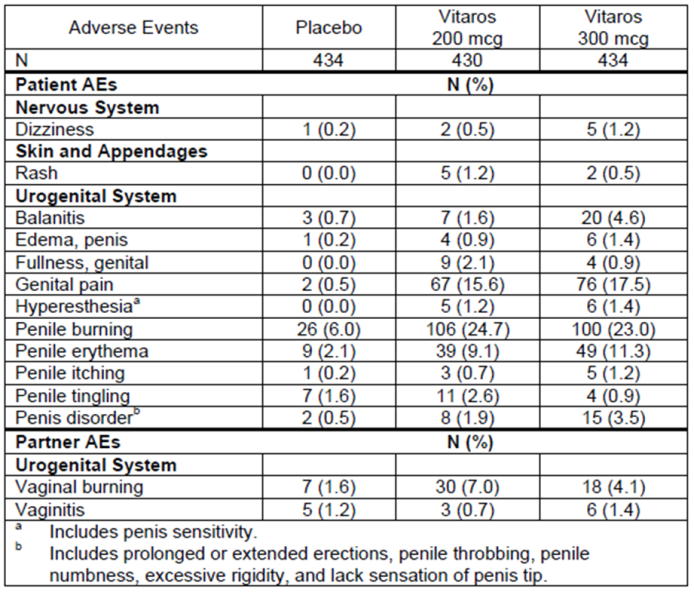 Adverse Events Placebo Vitaros 200 mcg Vitaros 300 mcg
N 434 430 434
Patient AEs N (%)
Nervous System
Dizziness 1 (0.2) 2 (0.5) 5 (1.2)
Skin and Appendages
Rash 0 (0.0) 5 (1.2) 2 (0.5)
Urogenital System
Balanitis 3 (0.7) 7 (1.6) 20 (4.6)
Edema, penis 1 (0.2) 4 (0.9) 6 (1.4)
Fullness, genital 0 (0.0) 9 (2.1) 4 (0.9)
Genital pain 2 (0.5) 67 (15.6) 76 (17.5)
Hyperesthesiaᵃ 0 (0.0) 5 (1.2) 6 (1.4)
Penile burning 26 (6.0) 106 (24.7) 100 (23.0)
Penile erythema 9 (2.1) 39 (9.1) 49 (11.3)
Penile itching 1 (0.2) 3 (0.7) 5 (1.2)
Penile tingling 7 (1.6) 11 (2.6) 4 (0.9)
Penis disorderᵇ 2 (0.5) 8 (1.9) 15 (3.5)
Partner AEs N (%)
Urogenital System
Vaginal burning 7 (1.6) 30 (7.0) 18 (4.1)
Vaginitis 5 (1.2) 3 (0.7) 6 (1.4)
ᵃ Includes penis sensitivity.
ᵇ Includes prolonged or extended erections, penile throbbing, penile
numbness, excessive rigidity, and lack sensation of penis tip.